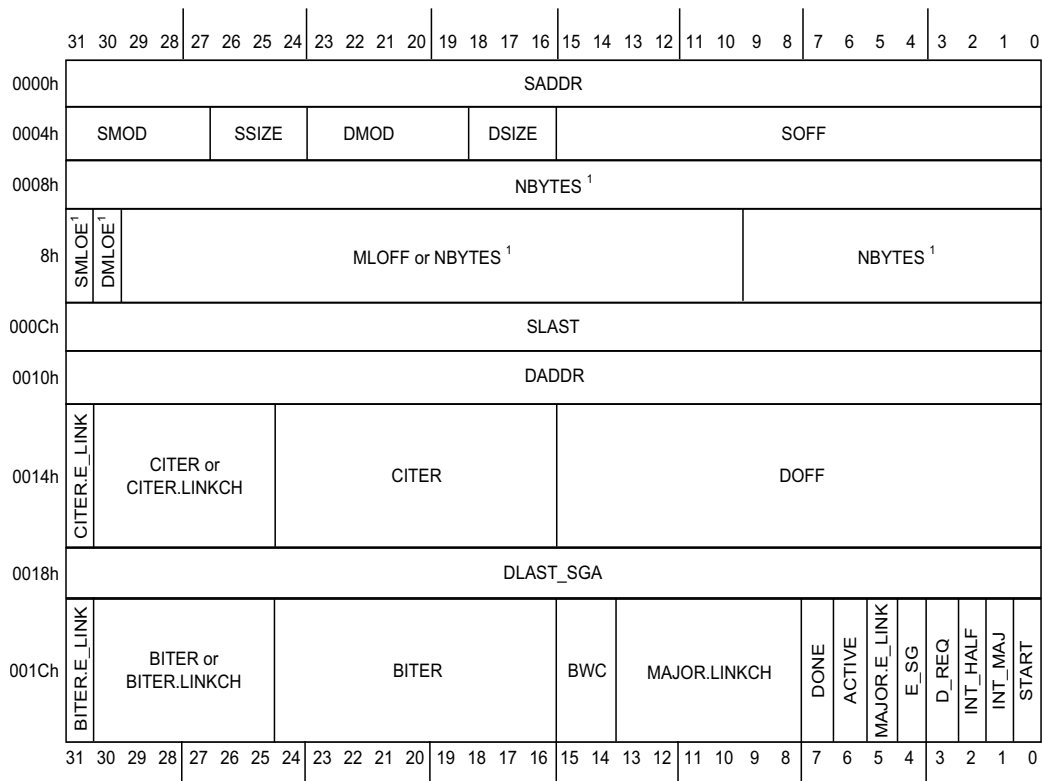 31 30 29 28 27 26 25 24 23 22 21 20 19 18 17 16 15 14 13 12 11 10 9 8 7 6 5 4 3 2 1 0
0000h SADDR
0004h SMOD SSIZE DMOD DSIZE SOFF
0008h NBYTES 1
8h SMLOE1 DMLOE1 MLOFF or NBYTES 1 NBYTES 1
000Ch SLAST
0010h DADDR
0014h CITER.E_LINK CITER or
CITER.LINKCH CITER DOFF
0018h DLAST_SGA
001Ch BITER.E_LINK BITER or
BITER.LINKCH BITER BWC MAJOR.LINKCH DONE ACTIVE MAJOR.E_LINK E_SG D_REQ INT_HALF INT_MAJ START
31 30 29 28 27 26 25 24 23 22 21 20 19 18 17 16 15 14 13 12 11 10 9 8 7 6 5 4 3 2 1 0